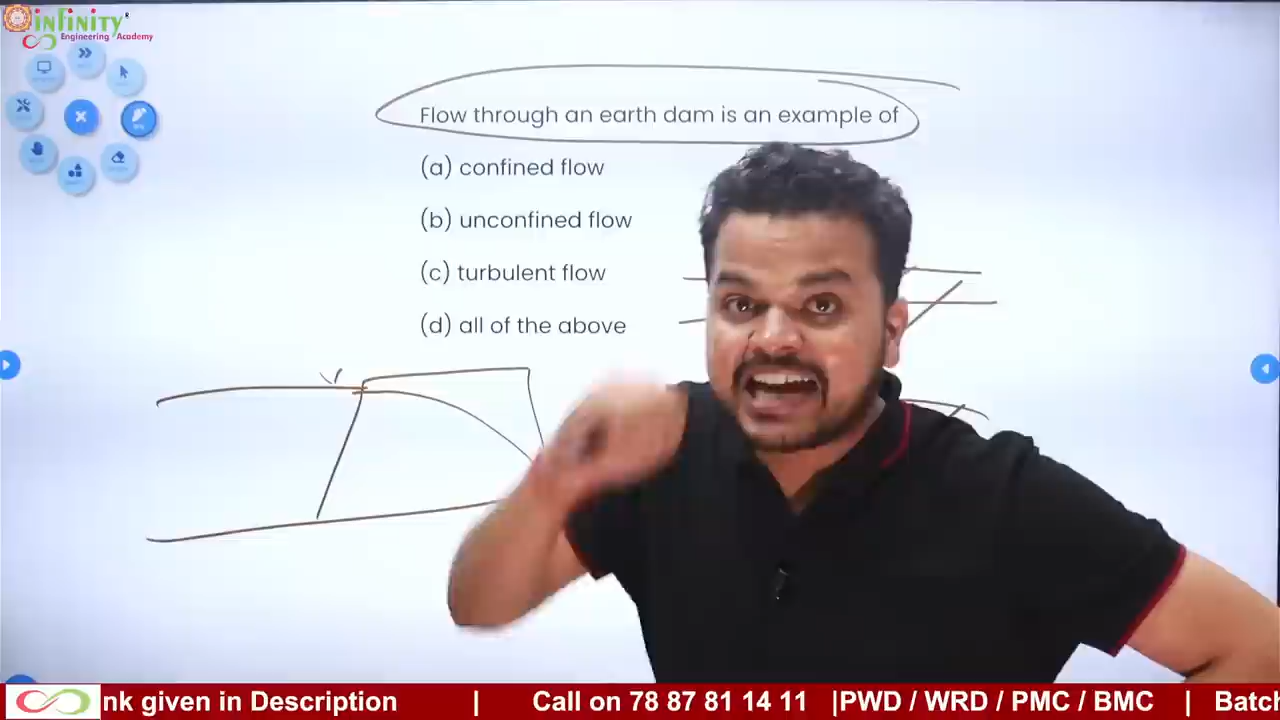 infinity
Engineering Academy
Flow through an earth dam is an example of
(a) confined flow
(b) unconfined flow
(c) turbulent flow
(d) all of the above
nk given in Description | Call on 78 87 81 14 11 |PWD / WRD / PMC / BMC | Batch